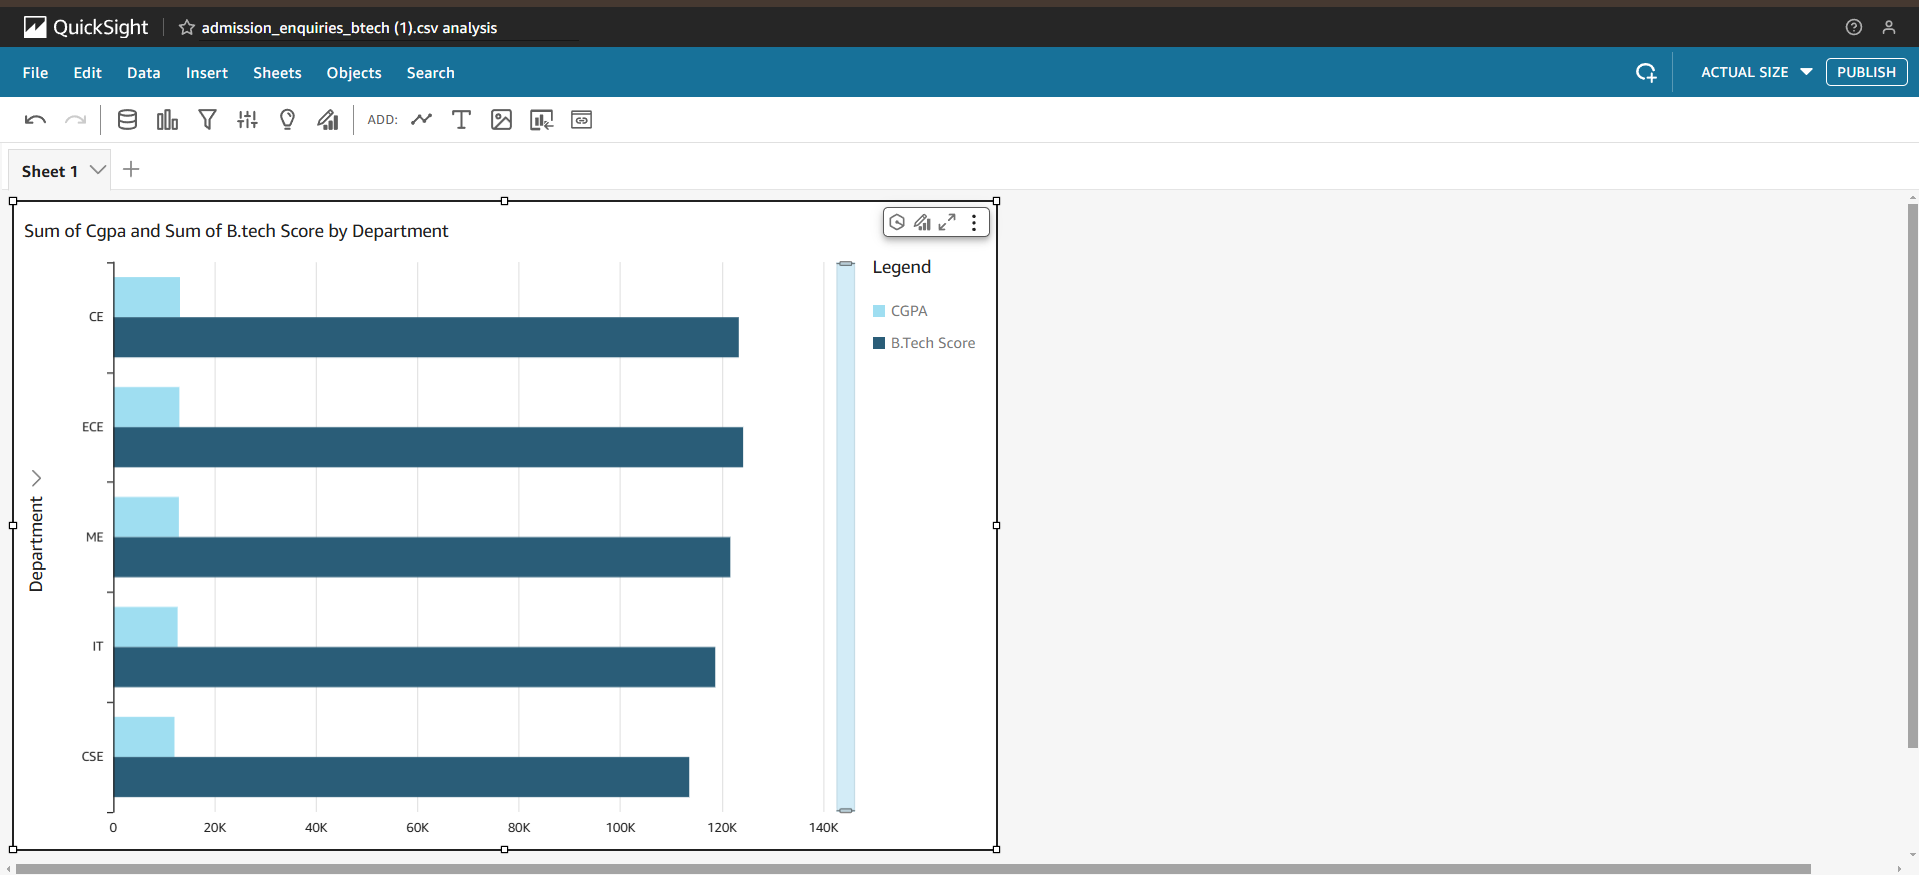 QuickSight
admission_enquiries_btech (1).csv analysis
File Edit Data Insert Sheets Objects Search
ACTUAL SIZE
PUBLISH
ADD:
Sheet 1
Sum of Cgpa and Sum of B.tech Score by Department
Legend
CGPA
B.Tech Score
Department
CE
ECE
ME
IT
CSE
0 20K 40K 60K 80K 100K 120K 140K